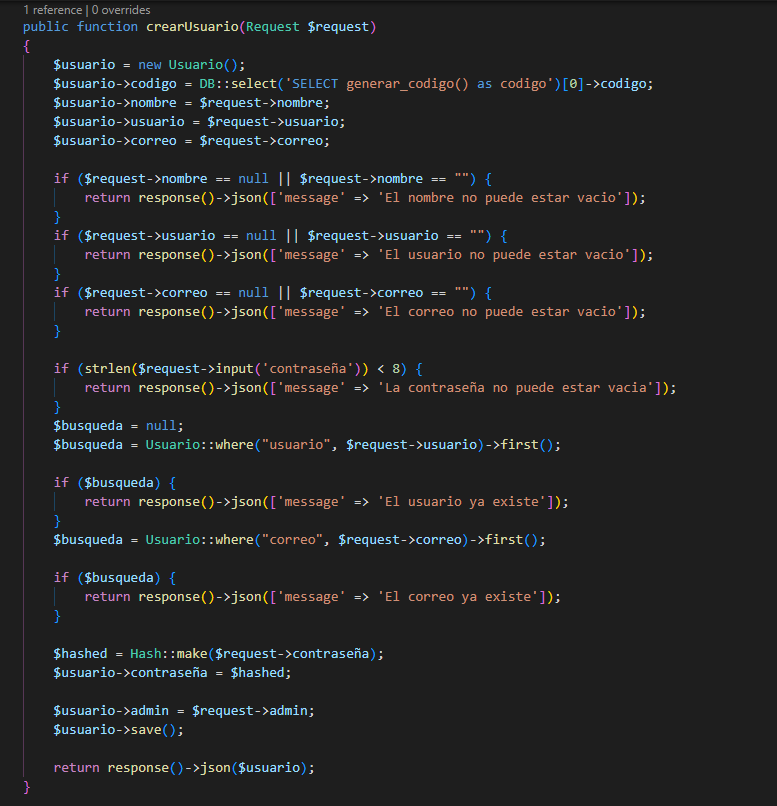 1 reference | 0 overrides
public function crearUsuario(Request $request)
{
    $usuario = new Usuario();
    $usuario->codigo = DB::select('SELECT generar_codigo() as codigo')[0]->codigo;
    $usuario->nombre = $request->nombre;
    $usuario->usuario = $request->usuario;
    $usuario->correo = $request->correo;

    if ($request->nombre == null || $request->nombre == "") {
        return response()->json(['message' => 'El nombre no puede estar vacio']);
    }
    if ($request->usuario == null || $request->usuario == "") {
        return response()->json(['message' => 'El usuario no puede estar vacio']);
    }
    if ($request->correo == null || $request->correo == "") {
        return response()->json(['message' => 'El correo no puede estar vacio']);
    }

    if (strlen($request->input('contraseña')) < 8) {
        return response()->json(['message' => 'La contraseña no puede estar vacia']);
    }
    $busqueda = null;
    $busqueda = Usuario::where("usuario", $request->usuario)->first();

    if ($busqueda) {
        return response()->json(['message' => 'El usuario ya existe']);
    }
    $busqueda = Usuario::where("correo", $request->correo)->first();

    if ($busqueda) {
        return response()->json(['message' => 'El correo ya existe']);
    }

    $hashed = Hash::make($request->contraseña);
    $usuario->contraseña = $hashed;

    $usuario->admin = $request->admin;
    $usuario->save();

    return response()->json($usuario);
}